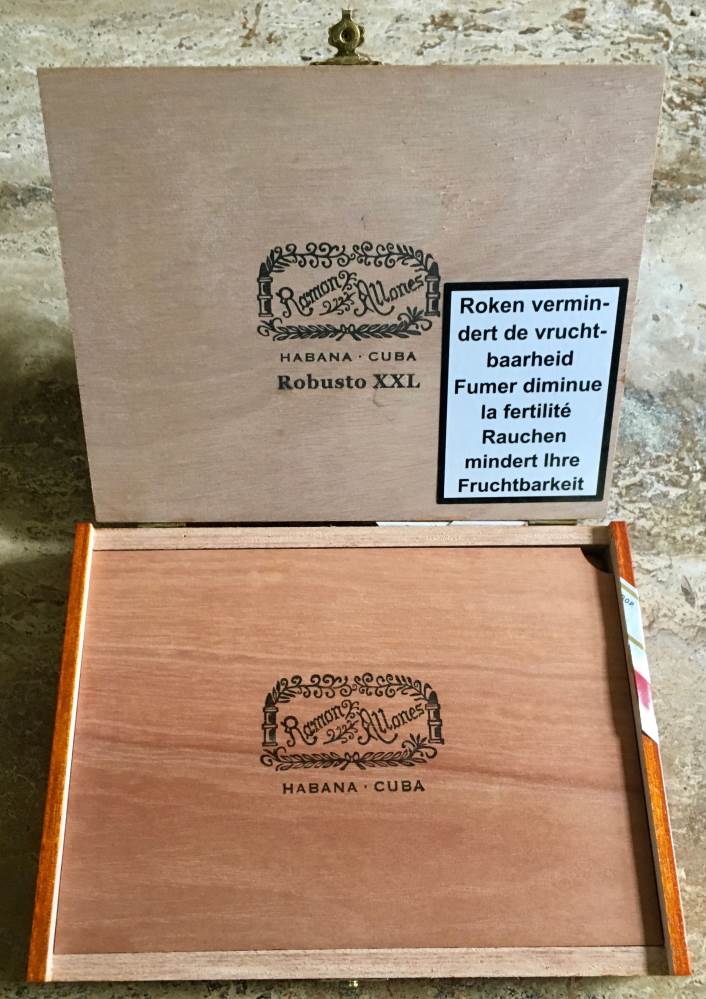 Ramon Allones
HABANA · CUBA
Robusto XXL
Roken vermin-
dert de vrucht-
baarheid
Fumer diminue
la fertilité
Rauchen
mindert Ihre
Fruchtbarkeit
Ramon Allones
HABANA · CUBA